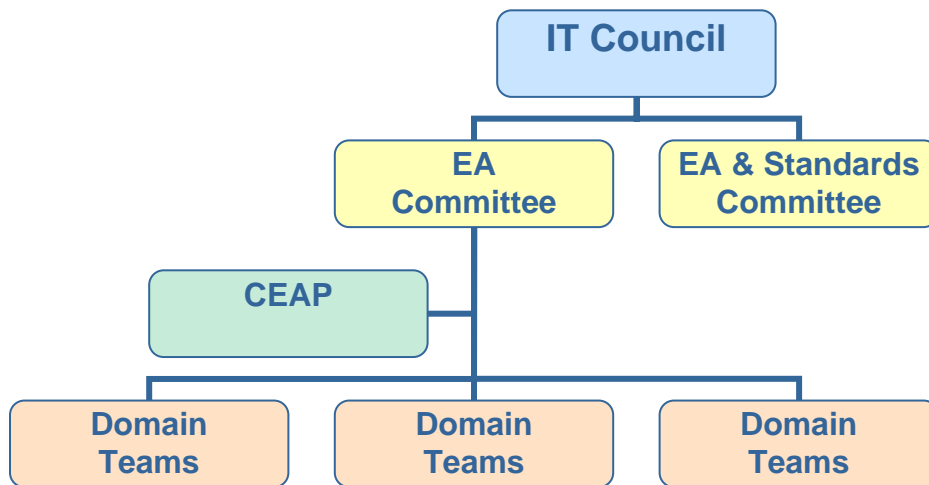 IT Council
EA
Committee
EA & Standards
Committee
CEAP
Domain
Teams
Domain
Teams
Domain
Teams